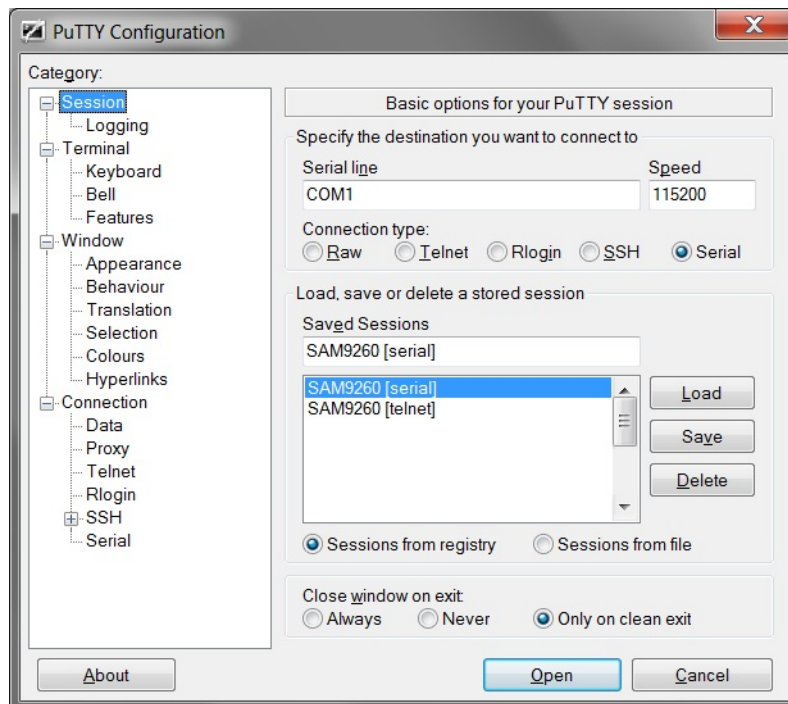 PuTTY Configuration
Category:
Session
Logging
Terminal
Keyboard
Bell
Features
Window
Appearance
Behaviour
Translation
Selection
Colours
Hyperlinks
Connection
Data
Proxy
Telnet
Rlogin
SSH
Serial
Basic options for your PuTTY session
Specify the destination you want to connect to
Serial line Speed
COM1 115200
Connection type:
Raw Telnet Rlogin SSH Serial
Load, save or delete a stored session
Saved Sessions
SAM9260 [serial]
SAM9260 [serial]
SAM9260 [telnet]
Load
Save
Delete
Sessions from registry Sessions from file
Close window on exit:
Always Never Only on clean exit
About Open Cancel